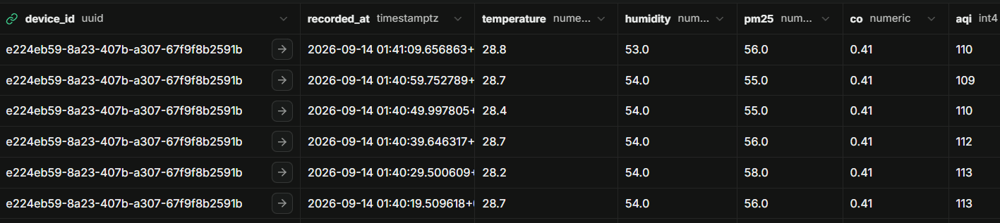 device_id uuid recorded_at timestamptz temperature nume... humidity num... pm25 num... co numeric aqi int4
e224eb59-8a23-407b-a307-67f9f8b2591b 2026-09-14 01:41:09.656863+ 28.8 53.0 56.0 0.41 110
e224eb59-8a23-407b-a307-67f9f8b2591b 2026-09-14 01:40:59.752789+ 28.7 54.0 55.0 0.41 109
e224eb59-8a23-407b-a307-67f9f8b2591b 2026-09-14 01:40:49.997805+ 28.4 54.0 55.0 0.41 110
e224eb59-8a23-407b-a307-67f9f8b2591b 2026-09-14 01:40:39.646317+ 28.7 54.0 56.0 0.41 112
e224eb59-8a23-407b-a307-67f9f8b2591b 2026-09-14 01:40:29.500609+ 28.2 54.0 58.0 0.41 113
e224eb59-8a23-407b-a307-67f9f8b2591b 2026-09-14 01:40:19.509618+ 28.7 54.0 56.0 0.41 113